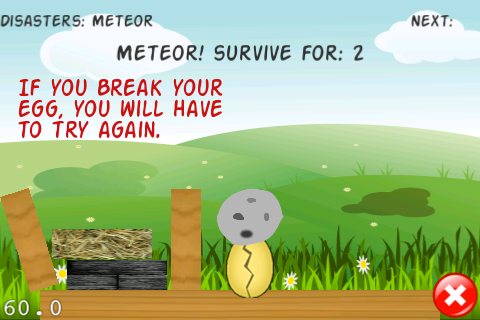 DISASTERS: METEOR
NEXT:
METEOR! SURVIVE FOR: 2
IF YOU BREAK YOUR
EGG, YOU WILL HAVE
TO TRY AGAIN.
60.0